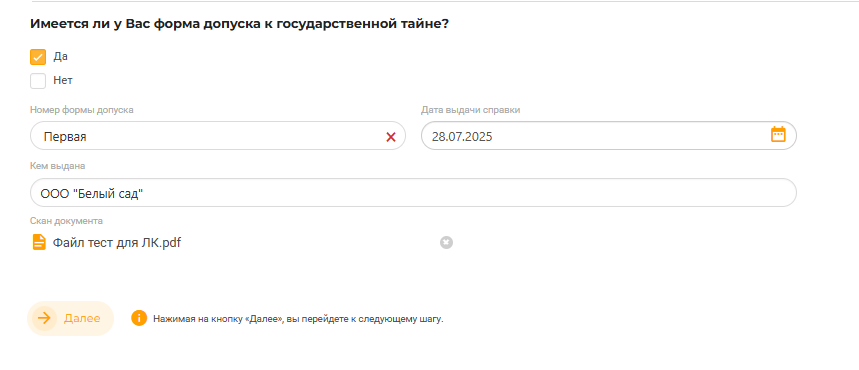 Имеется ли у Вас форма допуска к государственной тайне?
Да
Нет
Номер формы допуска
Дата выдачи справки
Первая
28.07.2025
Кем выдана
ООО "Белый сад"
Скан документа
Файл тест для ЛК.pdf
Далее
Нажимая на кнопку «Далее», вы перейдете к следующему шагу.